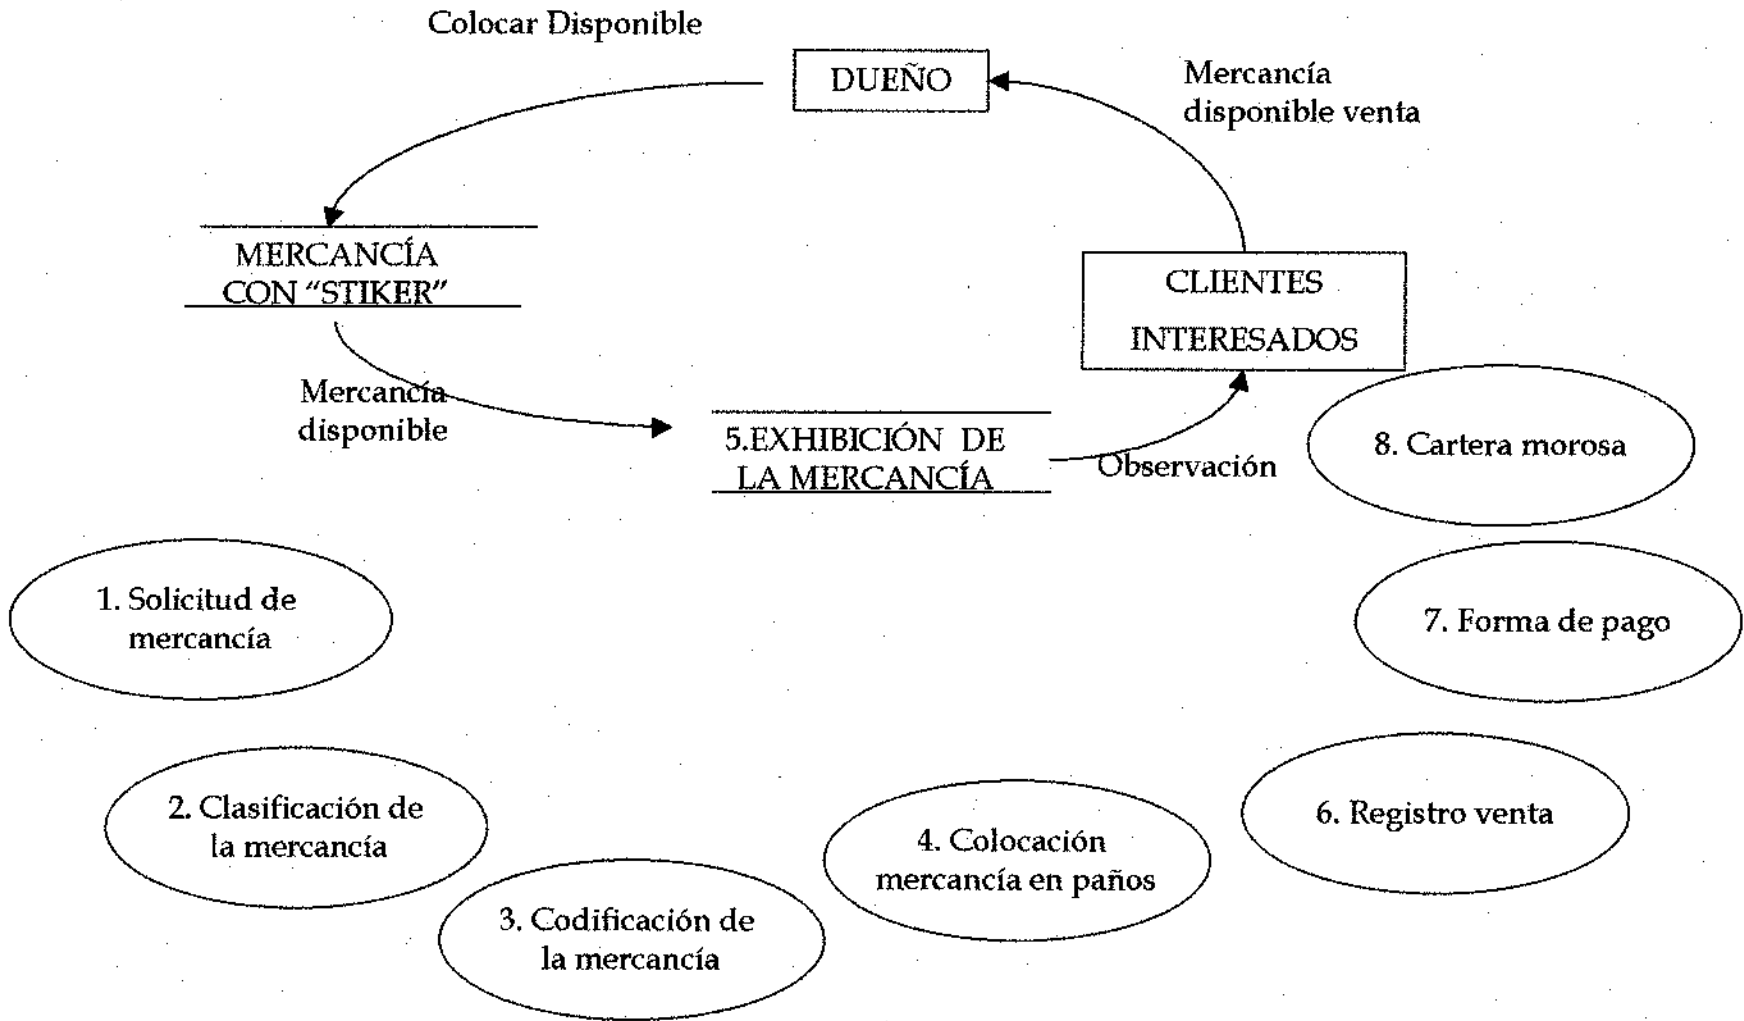 Colocar Disponible
DUEÑO
Mercancía
disponible venta
MERCANCÍA
CON "STIKER"
CLIENTES
INTERESADOS
Mercancía
disponible
5.EXHIBICIÓN DE
LA MERCANCÍA
Observación
8. Cartera morosa
1. Solicitud de
mercancía
7. Forma de pago
2. Clasificación de
la mercancía
6. Registro venta
4. Colocación
mercancía en paños
3. Codificación de
la mercancía